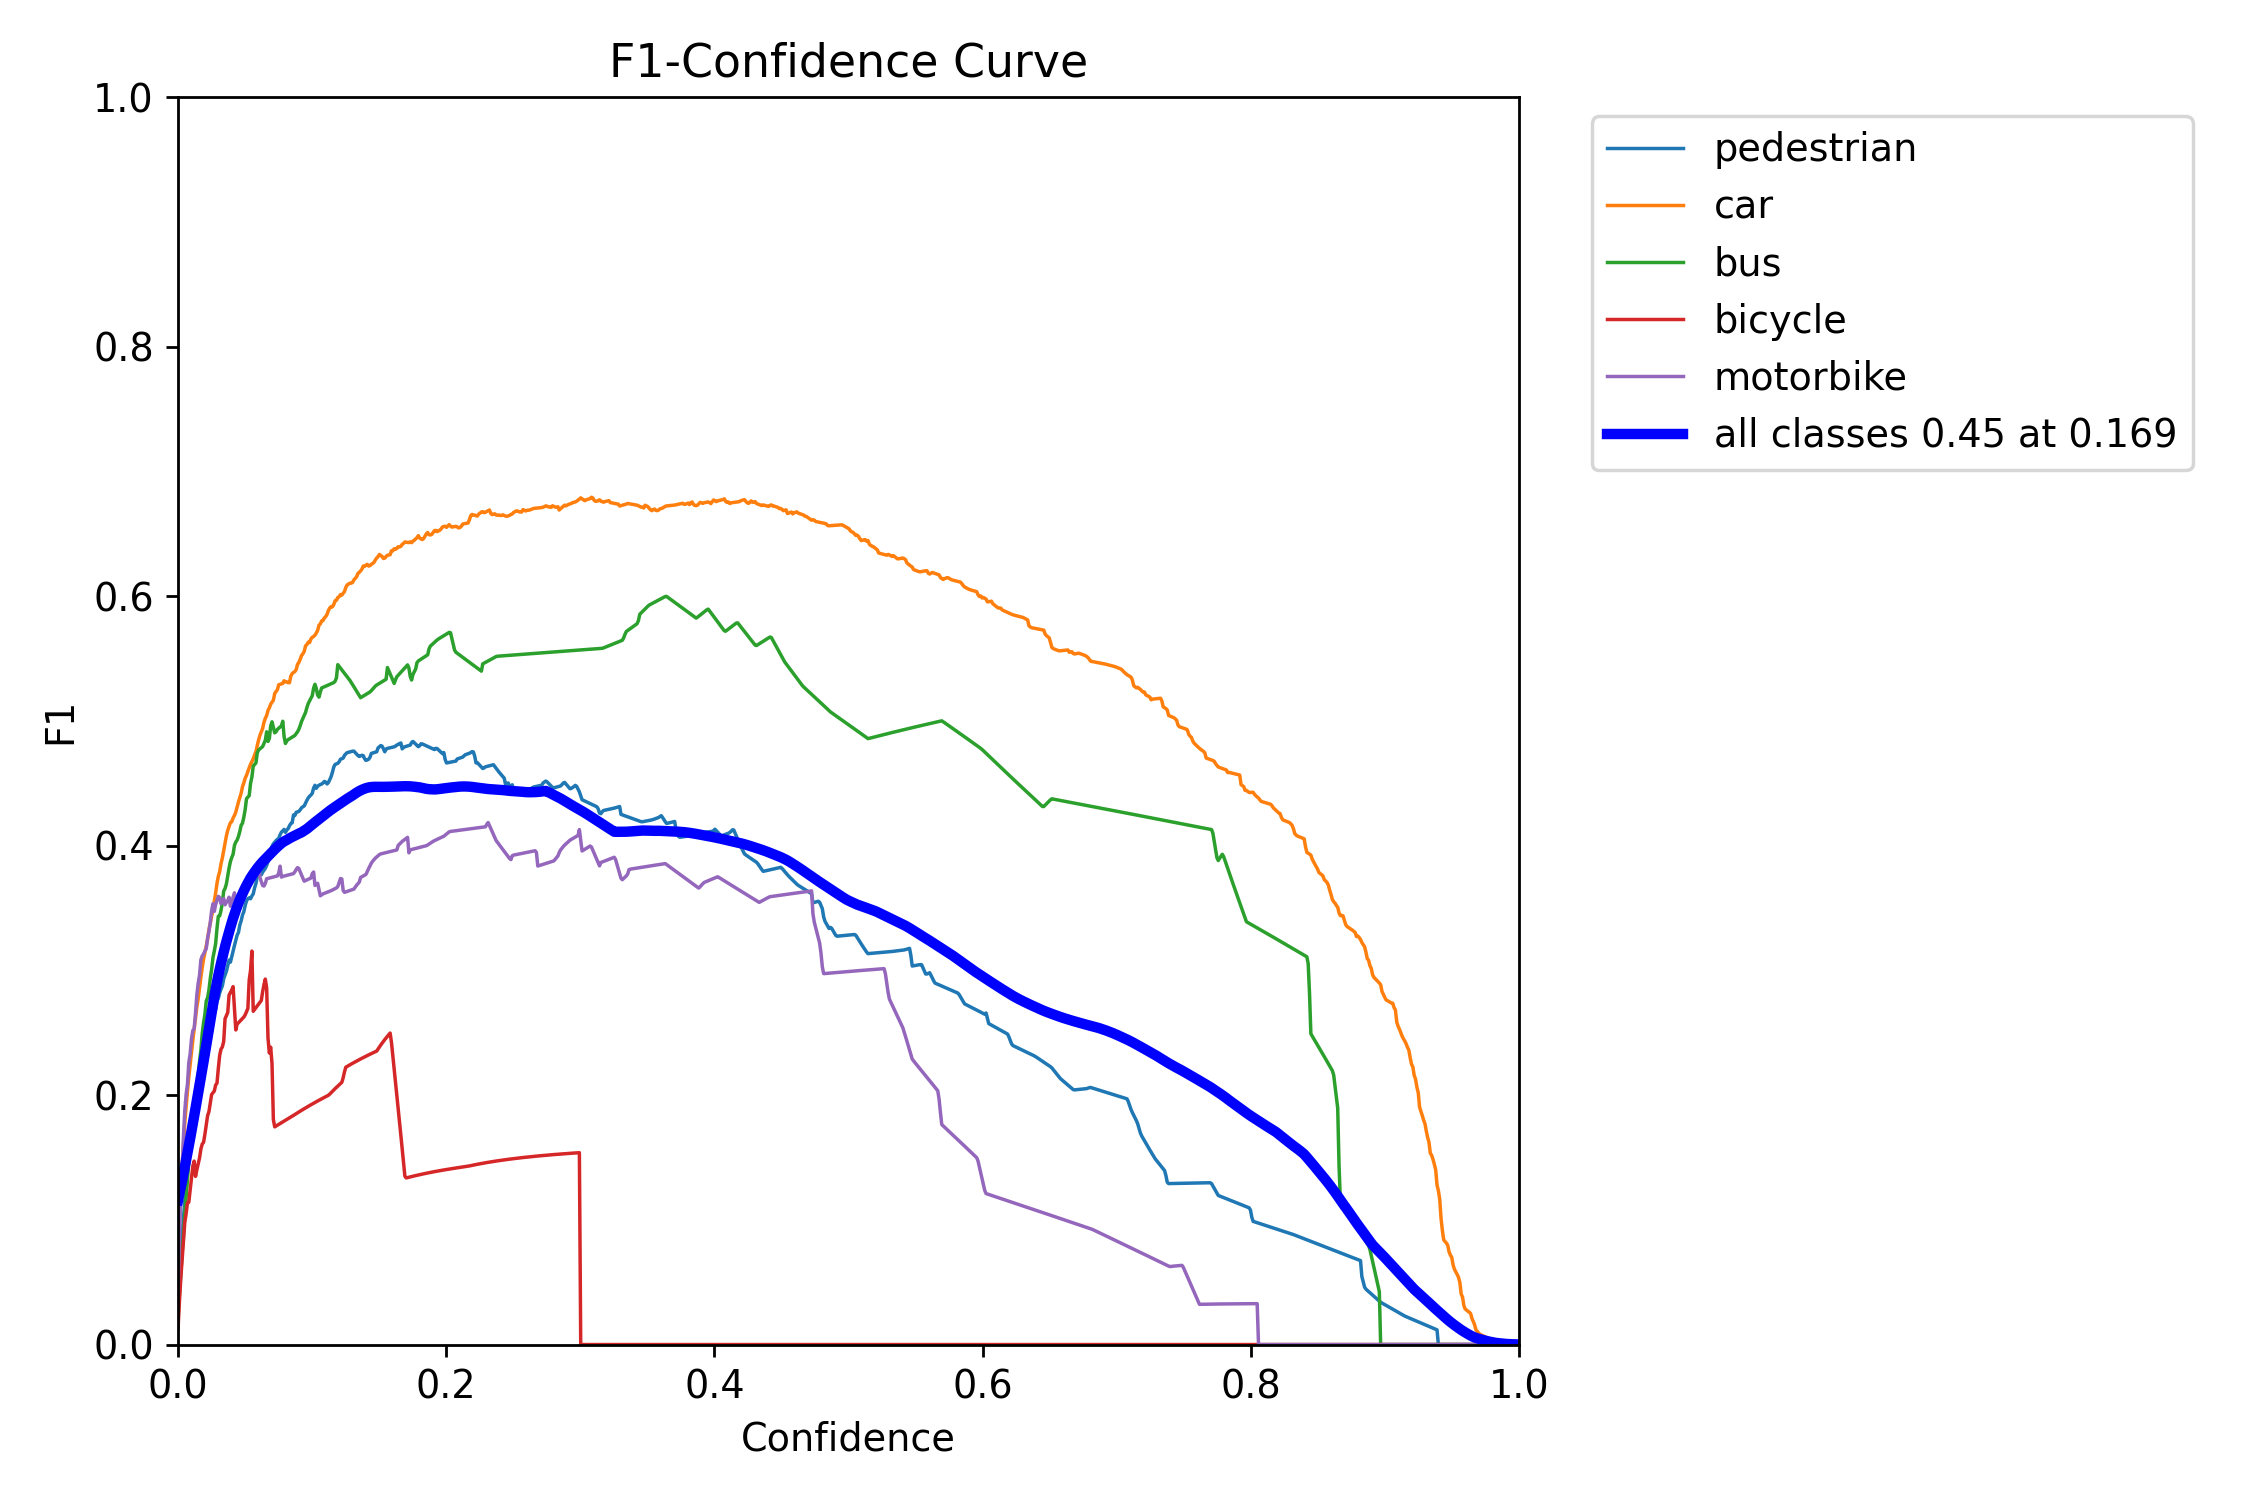 F1-Confidence Curve
1.0
0.8
0.6
0.4
0.2
0.0
F1
0.0 0.2 0.4 0.6 0.8 1.0
Confidence
pedestrian
car
bus
bicycle
motorbike
all classes 0.45 at 0.169